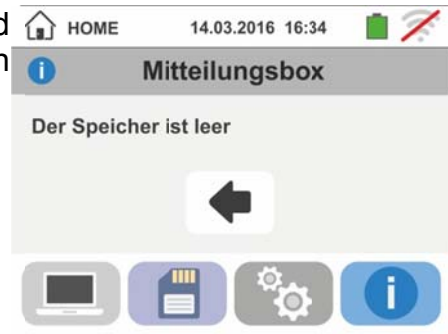 d
n
HOME 14.03.2016 16:34
Mitteilungsbox
Der Speicher ist leer